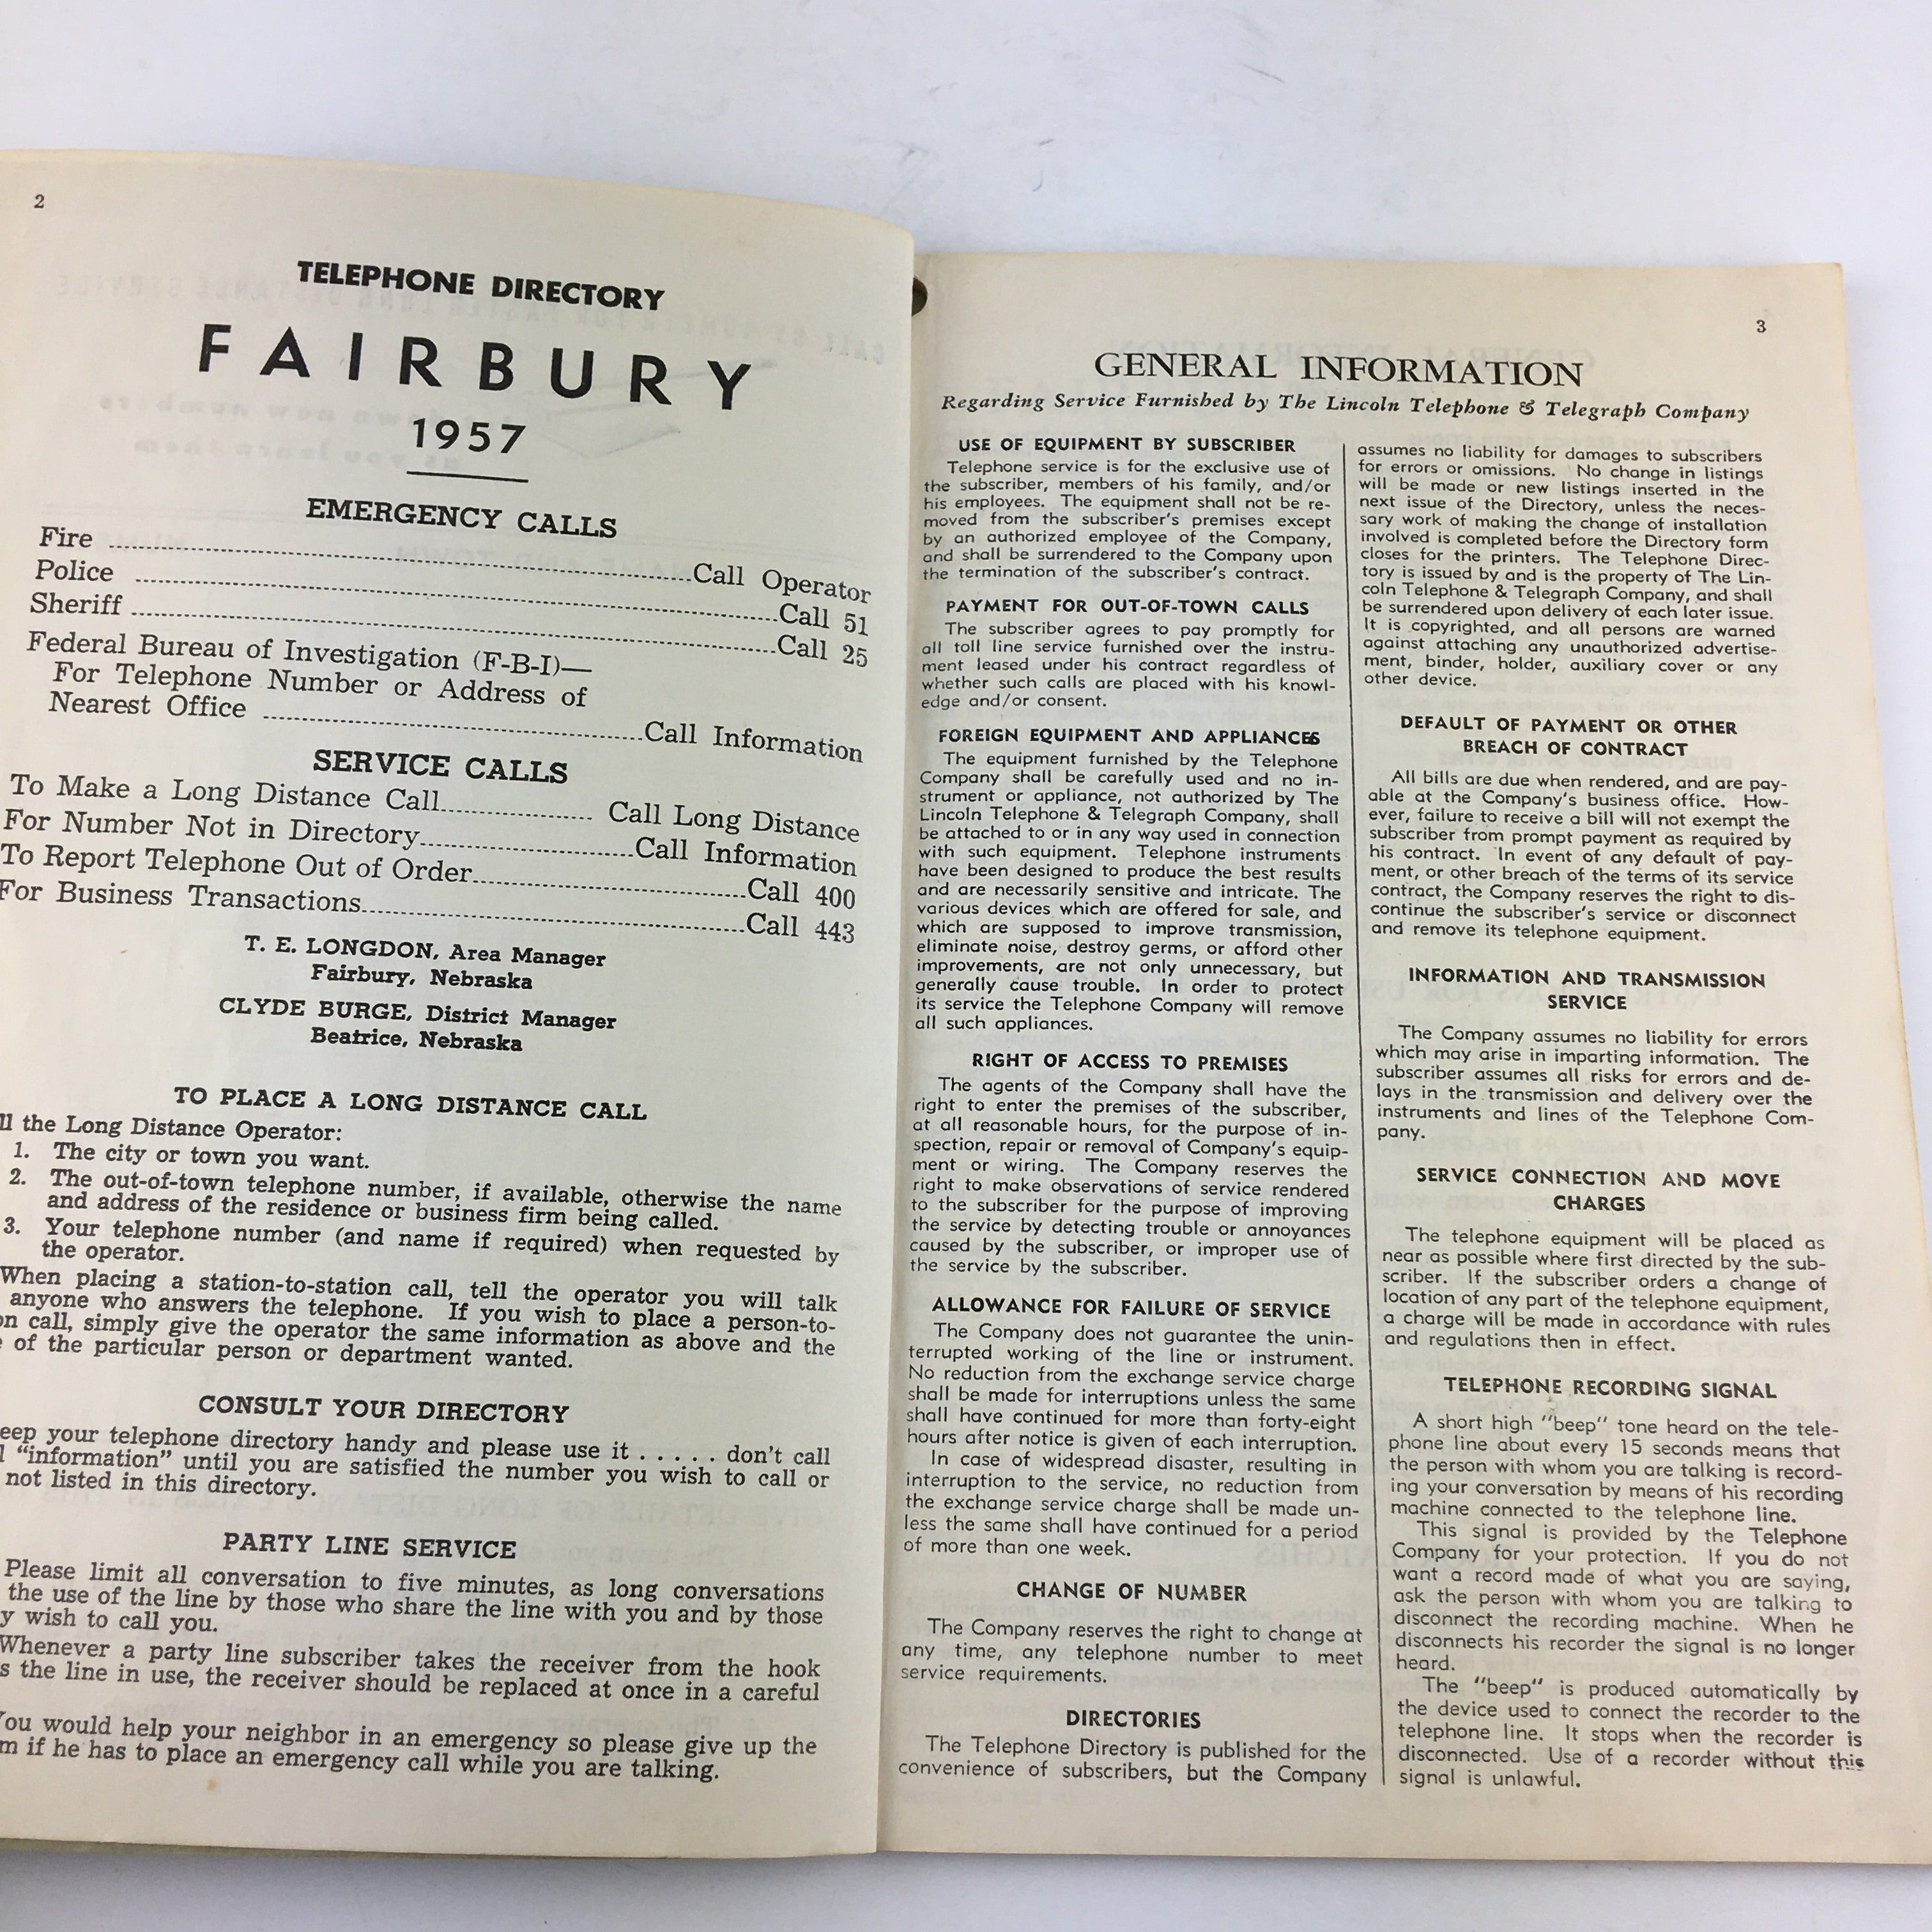 2
TELEPHONE DIRECTORY
FAIRBURY
1957
EMERGENCY CALLS
Fire ........ Call Operator
Police ........ Call 51
Sheriff ........ Call 25
Federal Bureau of Investigation (F-B-I)—
For Telephone Number or Address of
Nearest Office ........ Call Information
SERVICE CALLS
To Make a Long Distance Call ........ Call Long Distance
For Number Not in Directory ........ Call Information
To Report Telephone Out of Order ........ Call 400
For Business Transactions ........ Call 443
T. E. LONGDON, Area Manager
Fairbury, Nebraska
CLYDE BURGE, District Manager
Beatrice, Nebraska
TO PLACE A LONG DISTANCE CALL
the Long Distance Operator:
1. The city or town you want.
2. The out-of-town telephone number, if available, otherwise the name
and address of the residence or business firm being called.
3. Your telephone number (and name if required) when requested by
the operator.
When placing a station-to-station call, tell the operator you will talk
anyone who answers the telephone. If you wish to place a person-to-
call, simply give the operator the same information as above and the
of the particular person or department wanted.
CONSULT YOUR DIRECTORY
your telephone directory handy and please use it ..... don't call
"information" until you are satisfied the number you wish to call or
not listed in this directory.
PARTY LINE SERVICE
Please limit all conversation to five minutes, as long conversations
the use of the line by those who share the line with you and by those
wish to call you.
Whenever a party line subscriber takes the receiver from the hook
the line in use, the receiver should be replaced at once in a careful
You would help your neighbor in an emergency so please give up the
if he has to place an emergency call while you are talking.
3
GENERAL INFORMATION
Regarding Service Furnished by The Lincoln Telephone & Telegraph Company
USE OF EQUIPMENT BY SUBSCRIBER
Telephone service is for the exclusive use of
the subscriber, members of his family, and/or
his employees. The equipment shall not be re-
moved from the subscriber's premises except
by an authorized employee of the Company,
and shall be surrendered to the Company upon
the termination of the subscriber's contract.
PAYMENT FOR OUT-OF-TOWN CALLS
The subscriber agrees to pay promptly for
all toll line service furnished over the instru-
ment leased under his contract regardless of
whether such calls are placed with his knowl-
edge and/or consent.
FOREIGN EQUIPMENT AND APPLIANCES
The equipment furnished by the Telephone
Company shall be carefully used and no in-
strument or appliance, not authorized by The
Lincoln Telephone & Telegraph Company, shall
be attached to or in any way used in connection
with such equipment. Telephone instruments
have been designed to produce the best results
and are necessarily sensitive and intricate. The
various devices which are offered for sale, and
which are supposed to improve transmission,
eliminate noise, destroy germs, or afford other
improvements, are not only unnecessary, but
generally cause trouble. In order to protect
its service the Telephone Company will remove
all such appliances.
RIGHT OF ACCESS TO PREMISES
The agents of the Company shall have the
right to enter the premises of the subscriber,
at all reasonable hours, for the purpose of in-
spection, repair or removal of Company's equip-
ment or wiring. The Company reserves the
right to make observations of service rendered
to the subscriber for the purpose of improving
the service by detecting trouble or annoyances
caused by the subscriber, or improper use of
the service by the subscriber.
ALLOWANCE FOR FAILURE OF SERVICE
The Company does not guarantee the unin-
terrupted working of the line or instrument.
No reduction from the exchange service charge
shall be made for interruptions unless the same
shall have continued for more than forty-eight
hours after notice is given of each interruption.
In case of widespread disaster, resulting in
interruption to the service, no reduction from
the exchange service charge shall be made un-
less the same shall have continued for a period
of more than one week.
CHANGE OF NUMBER
The Company reserves the right to change at
any time, any telephone number to meet
service requirements.
DIRECTORIES
The Telephone Directory is published for the
convenience of subscribers, but the Company
assumes no liability for damages to subscribers
for errors or omissions. No change in listings
will be made or new listings inserted in the
next issue of the Directory, unless the neces-
sary work of making the change of installation
involved is completed before the Directory form
closes for the printers. The Telephone Direc-
tory is issued by and is the property of The Lin-
coln Telephone & Telegraph Company, and shall
be surrendered upon delivery of each later issue.
It is copyrighted, and all persons are warned
against attaching any unauthorized advertise-
ment, binder, holder, auxiliary cover or any
other device.
DEFAULT OF PAYMENT OR OTHER
BREACH OF CONTRACT
All bills are due when rendered, and are pay-
able at the Company's business office. How-
ever, failure to receive a bill will not exempt the
subscriber from prompt payment as required by
his contract. In event of any default of pay-
ment, or other breach of the terms of its service
contract, the Company reserves the right to dis-
continue the subscriber's service or disconnect
and remove its telephone equipment.
INFORMATION AND TRANSMISSION
SERVICE
The Company assumes no liability for errors
which may arise in imparting information. The
subscriber assumes all risks for errors and de-
lays in the transmission and delivery over the
instruments and lines of the Telephone Com-
pany.
SERVICE CONNECTION AND MOVE
CHARGES
The telephone equipment will be placed as
near as possible where first directed by the sub-
scriber. If the subscriber orders a change of
location of any part of the telephone equipment,
a charge will be made in accordance with rules
and regulations then in effect.
TELEPHONE RECORDING SIGNAL
A short high "beep" tone heard on the tele-
phone line about every 15 seconds means that
the person with whom you are talking is record-
ing your conversation by means of his recording
machine connected to the telephone line.
This signal is provided by the Telephone
Company for your protection. If you do not
want a record made of what you are saying,
ask the person with whom you are talking to
disconnect the recording machine. When he
disconnects his recorder the signal is no longer
heard.
The "beep" is produced automatically by
the device used to connect the recorder to the
telephone line. It stops when the recorder is
disconnected. Use of a recorder without this
signal is unlawful.